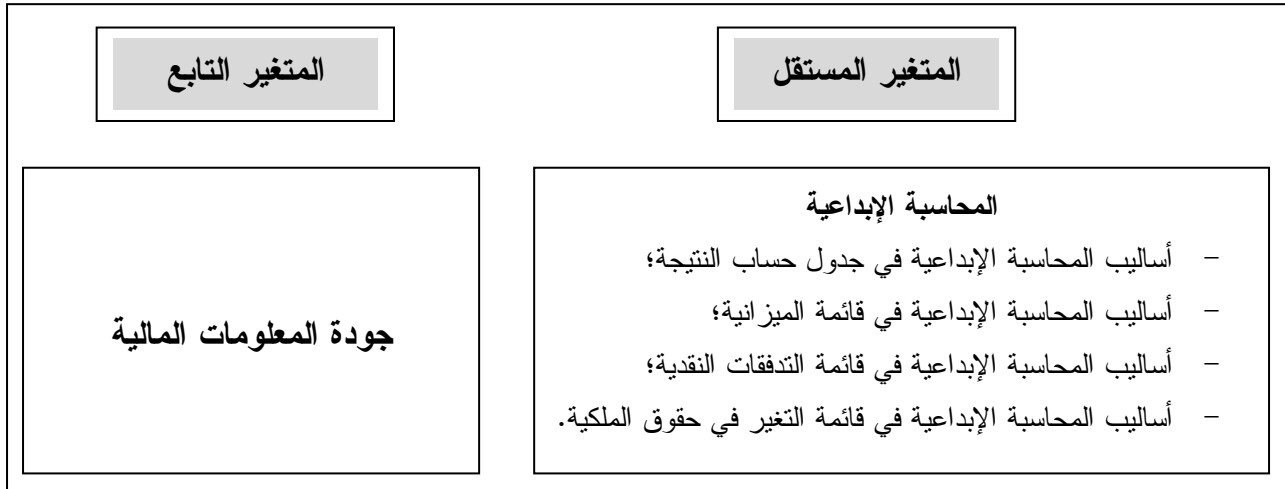 المتغير المستقل
المتغير التابع
المحاسبة الإبداعية
– أساليب المحاسبة الإبداعية في جدول حساب النتيجة؛
– أساليب المحاسبة الإبداعية في قائمة الميزانية؛
– أساليب المحاسبة الإبداعية في قائمة التدفقات النقدية؛
– أساليب المحاسبة الإبداعية في قائمة التغير في حقوق الملكية.
جودة المعلومات المالية